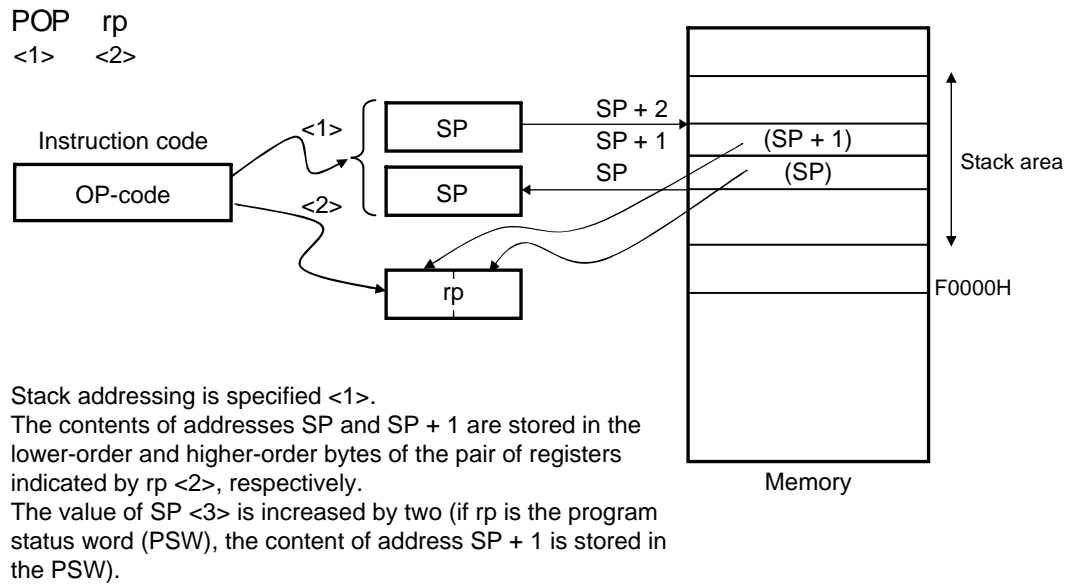 POP rp
<1> <2>
Instruction code
OP-code
<1>
<2>
SP
SP
rp
SP + 2
SP + 1
SP
(SP + 1)
(SP)
Stack area
F0000H
Memory
Stack addressing is specified <1>.
The contents of addresses SP and SP + 1 are stored in the
lower-order and higher-order bytes of the pair of registers
indicated by rp <2>, respectively.
The value of SP <3> is increased by two (if rp is the program
status word (PSW), the content of address SP + 1 is stored in
the PSW).